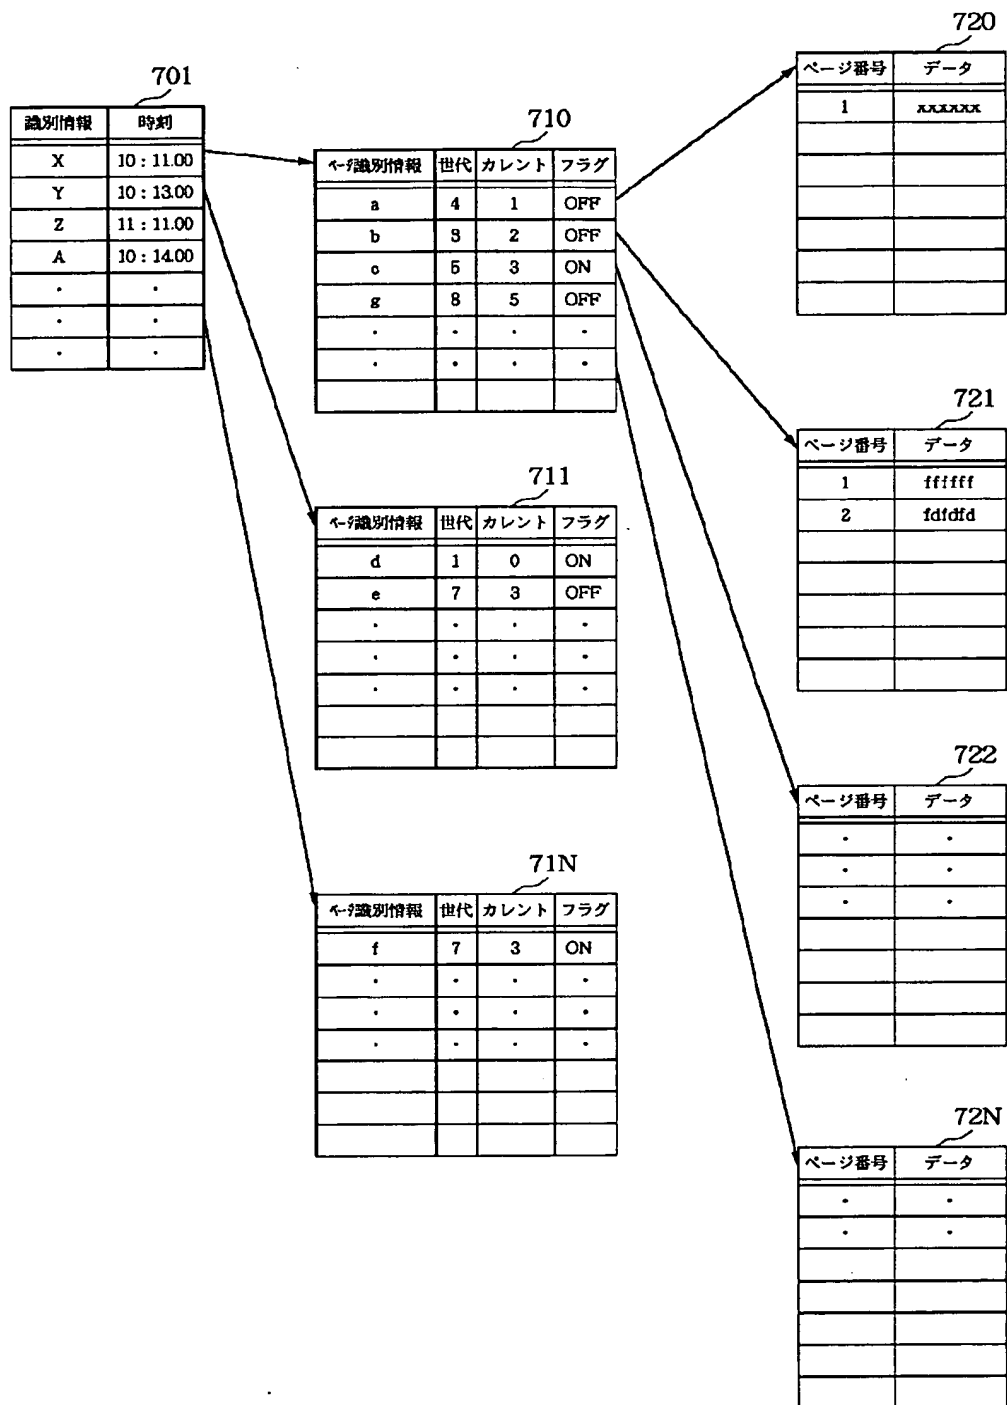 701
識別情報 時刻
X 10：11.00
Y 10：13.00
Z 11：11.00
A 10：14.00
・ ・
・ ・
・ ・
710
ページ識別情報 世代 カレント フラグ
a 4 1 OFF
b 3 2 OFF
c 5 3 ON
g 8 5 OFF
・ ・ ・ ・
・ ・ ・ ・
711
ページ識別情報 世代 カレント フラグ
d 1 0 ON
e 7 3 OFF
・ ・ ・ ・
・ ・ ・ ・
・ ・ ・ ・
71N
ページ識別情報 世代 カレント フラグ
f 7 3 ON
・ ・ ・ ・
・ ・ ・ ・
・ ・ ・ ・
720
ページ番号 データ
1 xxxxxx
721
ページ番号 データ
1 ffffff
2 fdfdfd
722
ページ番号 データ
・ ・
・ ・
・ ・
72N
ページ番号 データ
・ ・
・ ・